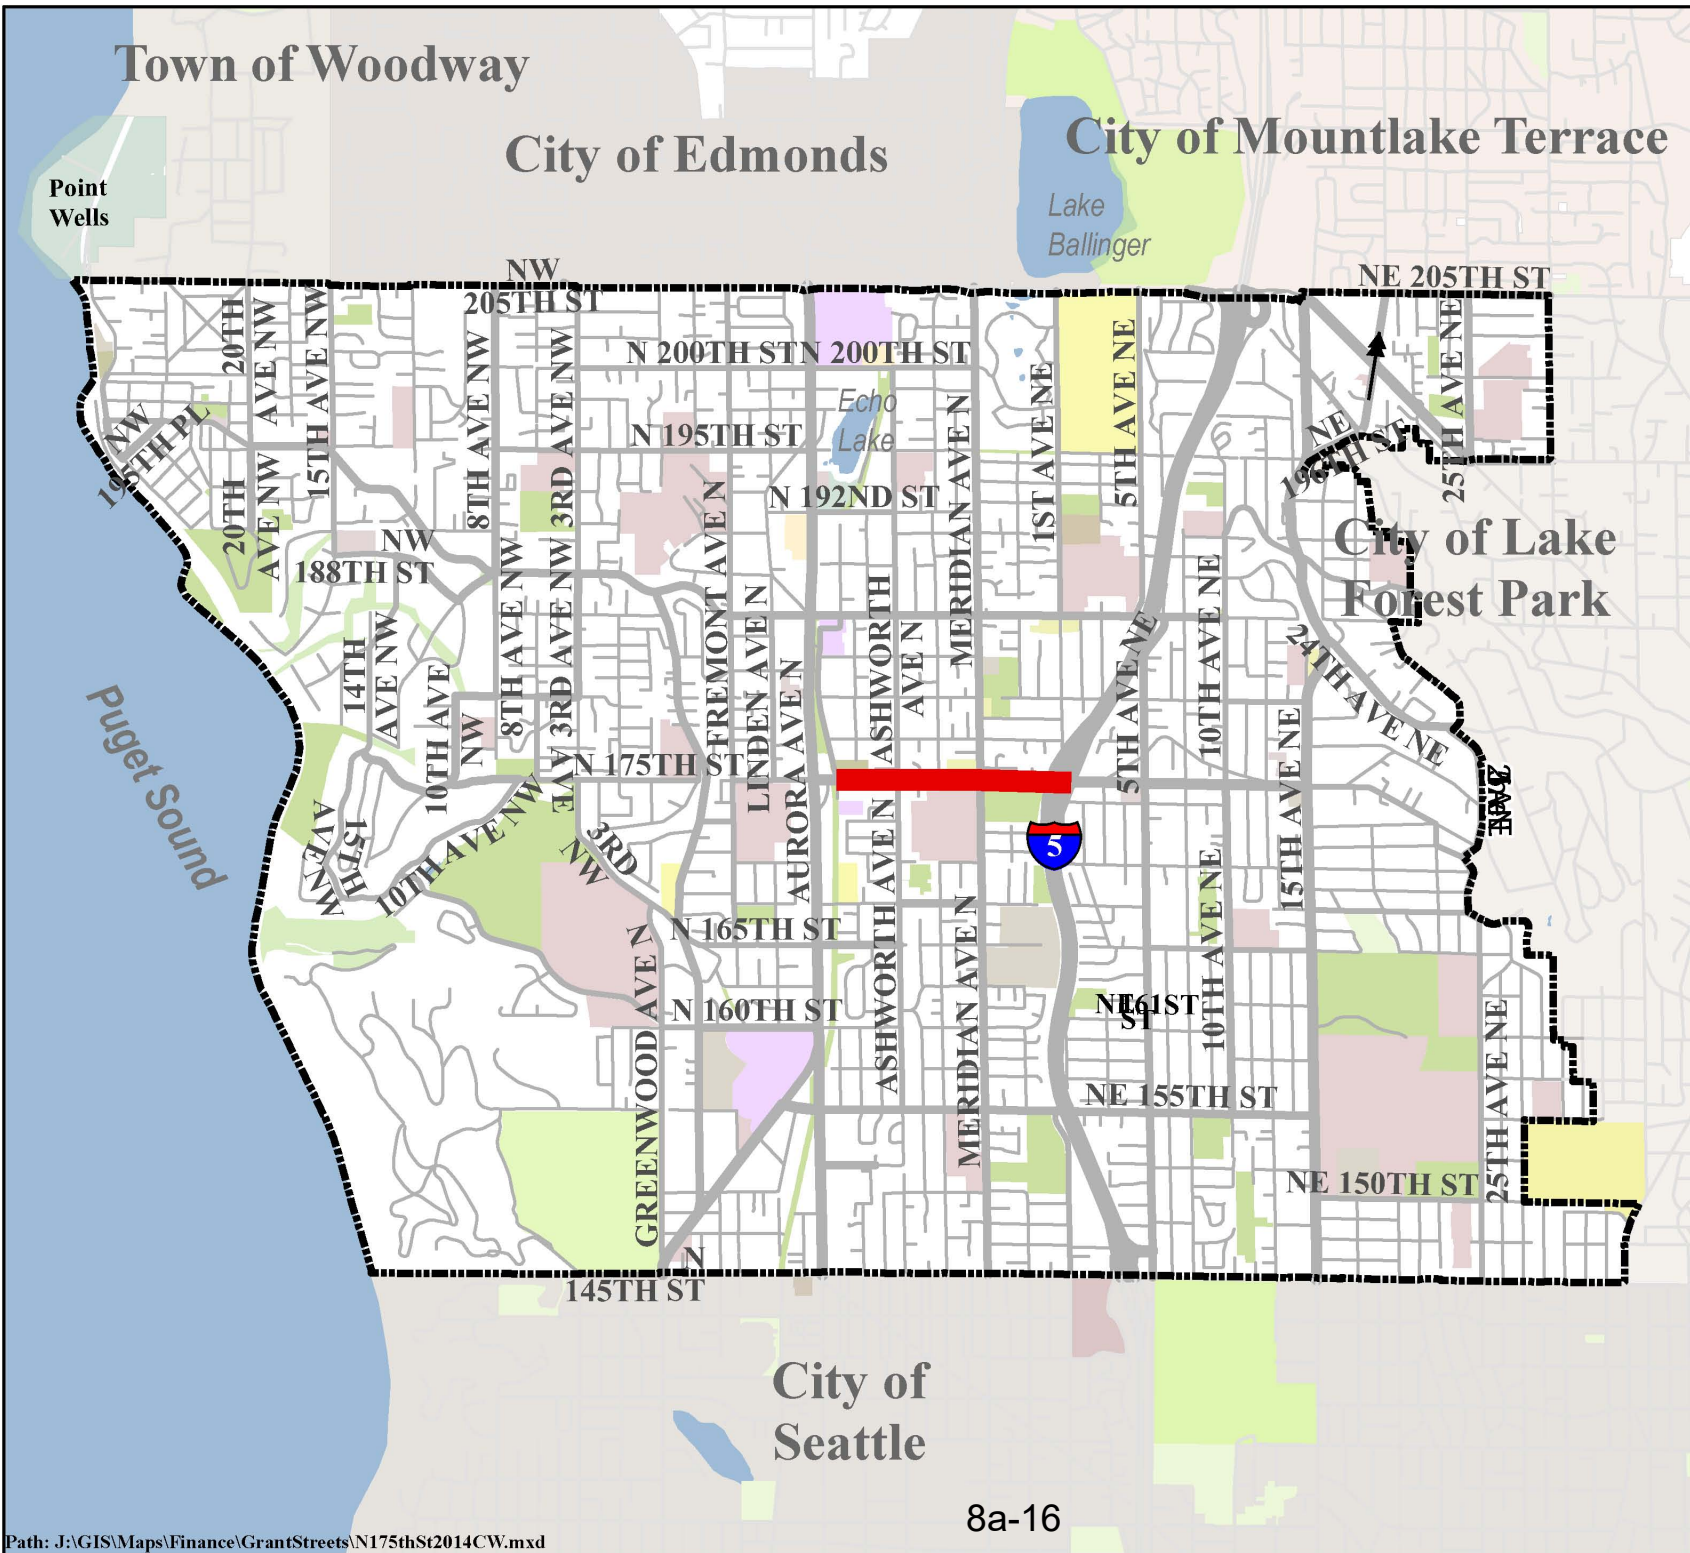 Town of Woodway
City of Edmonds
City of Mountlake Terrace
Point
Wells
Lake
Ballinger
NW
205TH ST
NE 205TH ST
20TH
AVE NW
15TH AVE NW
8TH AVE NW
3RD AVE NW
N 200TH ST
N 200TH ST
1ST AVE NE
5TH AVE NE
25TH AVE NE
Echo
Lake
NW
195TH PL
N 195TH ST
MERIDIAN AVE N
NE
196TH ST
25TH
20TH
AVE NW
N 192ND ST
FREMONT AVE N
NW
188TH ST
City of Lake
Forest Park
8TH AVE NW
3RD AVE NW
LINDEN AVE N
ASHWORTH
AVE N
5TH AVE NE
10TH AVE NE
24TH AVE NE
14TH
AVE NW
10TH AVE
NW
Puget Sound
N 175TH ST
AURORA AVE N
15TH AVE NE
15TH
AVE NW
10TH AVE NW
3RD
AVE
NW
5
ASHWORTH AVE N
N 165TH ST
GREENWOOD AVE N
MERIDIAN AVE N
10TH AVE NE
N 160TH ST
NE 155TH ST
25TH AVE NE
NE 150TH ST
N
145TH ST
City of
Seattle
8a-16
Path: J:\GIS\Maps\Finance\GrantStreets\N175thSt2014CW.mxd